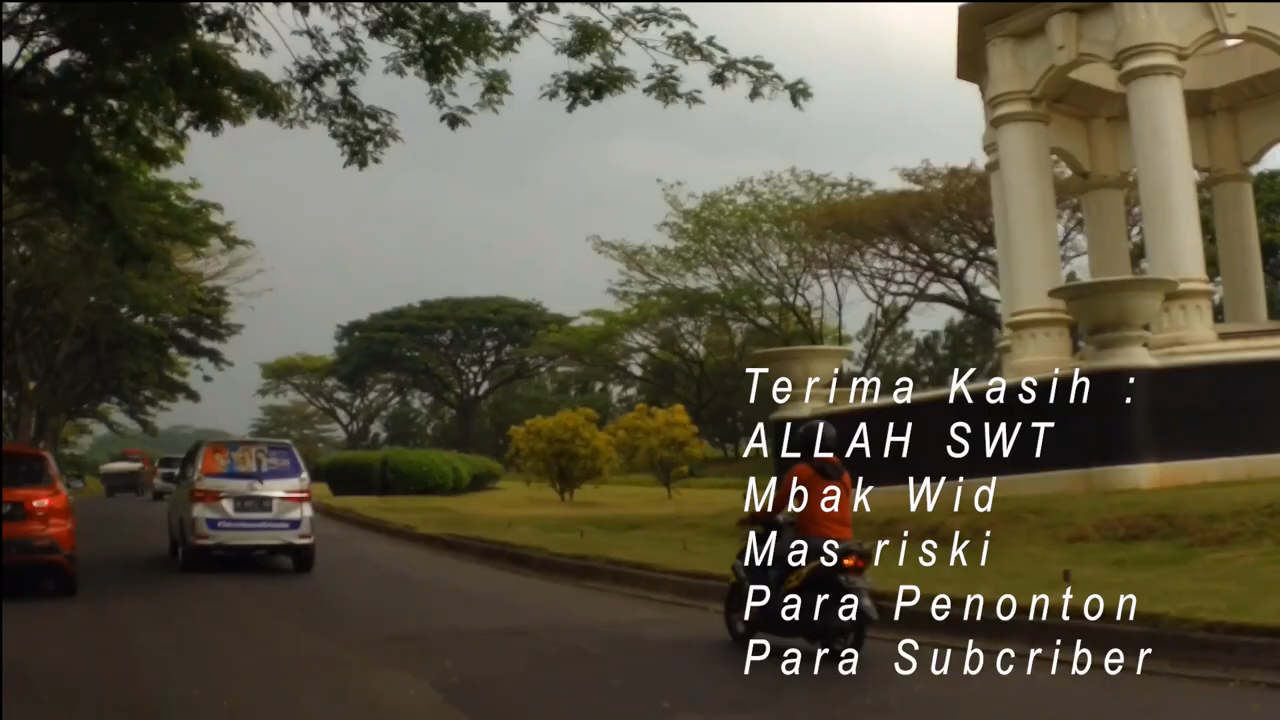 Terima Kasih :
ALLAH SWT
Mbak Wid
Mas riski
Para Penonton
Para Subcriber